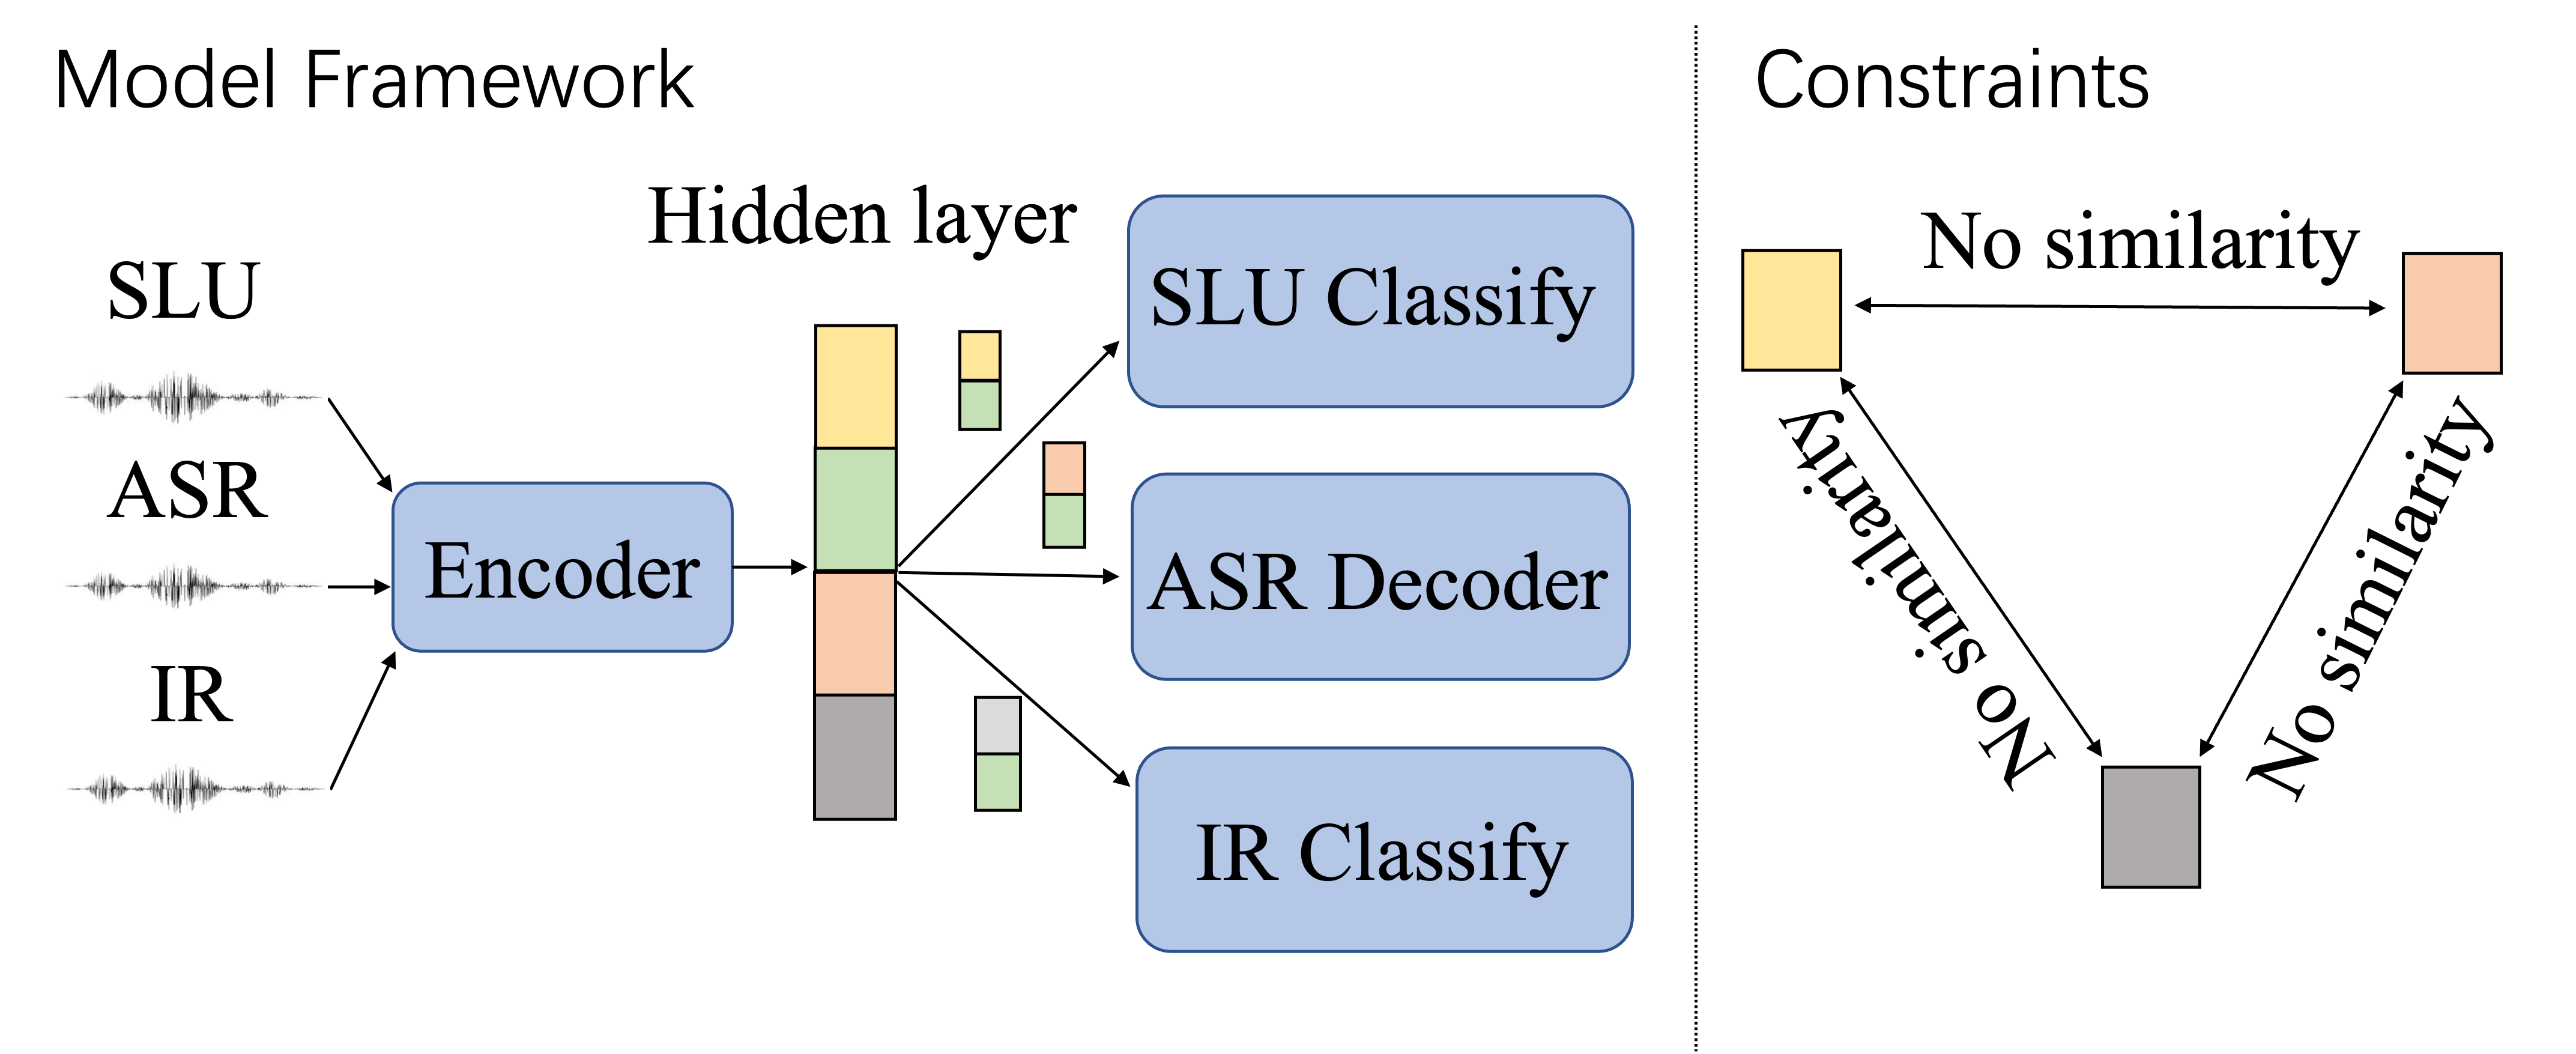 Model Framework
Constraints
Hidden layer
SLU
ASR
IR
Encoder
SLU Classify
ASR Decoder
IR Classify
No similarity
No similarity
No similarity